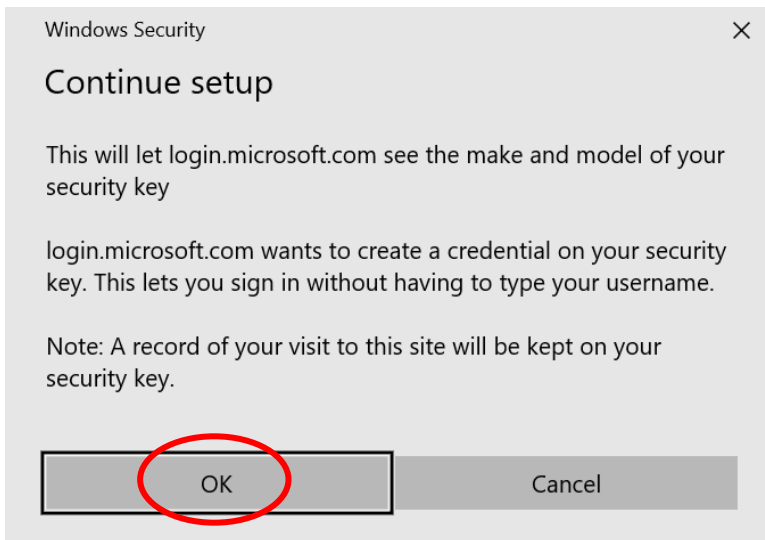 Windows Security
Continue setup
This will let login.microsoft.com see the make and model of your
security key
login.microsoft.com wants to create a credential on your security
key. This lets you sign in without having to type your username.
Note: A record of your visit to this site will be kept on your
security key.
OK
Cancel